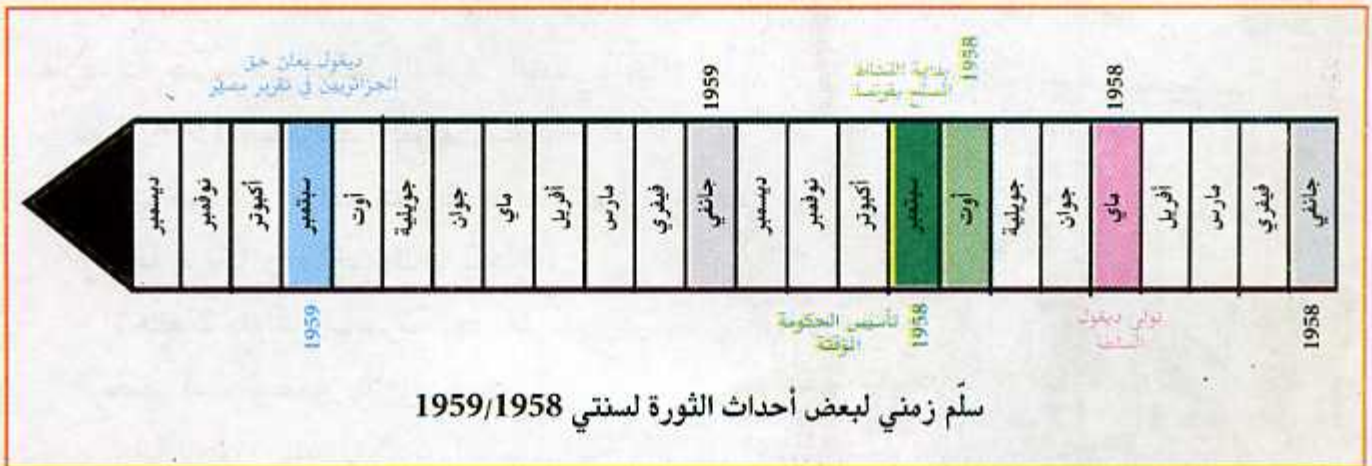 ديغول يعلن حق
الجزائريين في تقرير مصير
1959
بداية النشاط
المسلح بفرنسا
1958
1958
جانفي
فيفري
مارس
أفريل
ماي
جوان
جويلية
أوت
سبتمبر
أكتوبر
نوفمبر
ديسمبر
جانفي
فيفري
مارس
أفريل
ماي
جوان
جويلية
أوت
سبتمبر
أكتوبر
نوفمبر
ديسمبر
1958
تولي ديغول
السلطة
1958
تأسيس الحكومة
المؤقتة
1959
سلّم زمني لبعض أحداث الثورة لسنتي 1959/1958